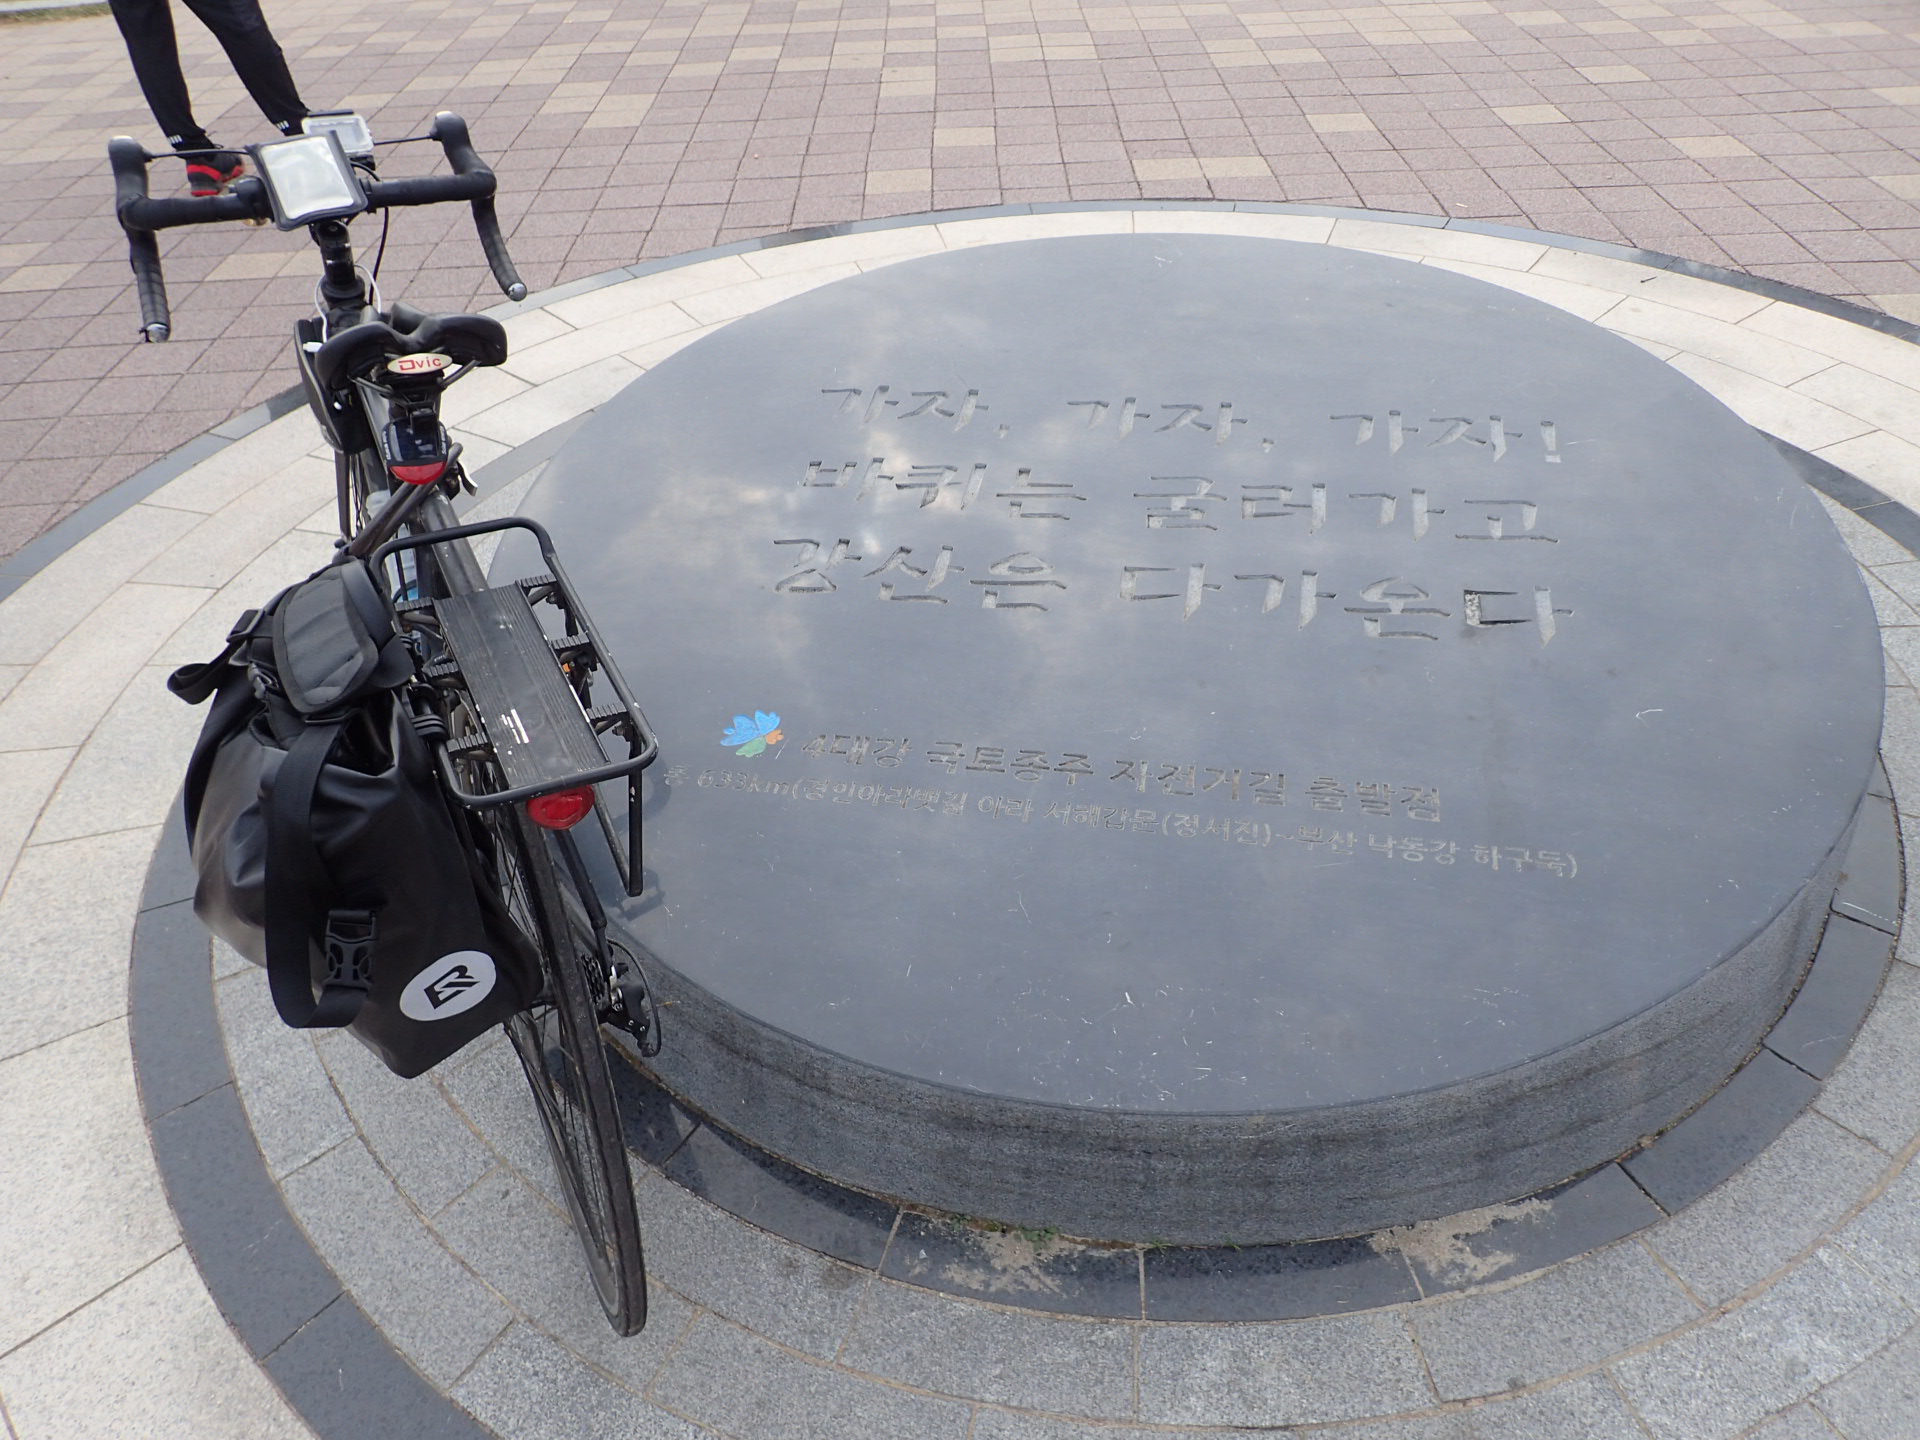 가자, 가자, 가자!
바퀴는 굴러가고
강산은 다가온다
4대강 국토종주 자전거길 출발점
총 633km(경인아라뱃길 아라 서해갑문(정서진)~부산 낙동강 하구둑)
Dvic